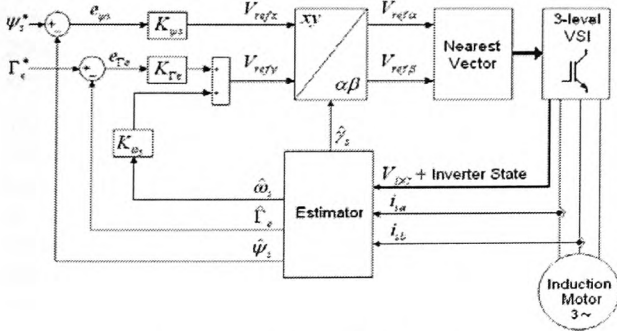 ψs* + − eψs Kψs Vrefx xy αβ Vrefα Nearest Vector 3-level VSI
Γe* + − eΓe KΓe + + Vrefy Vrefβ
Kωs γ̂s
ω̂s Estimator VDC + Inverter State
Γ̂e isa
ψ̂s isb
Induction Motor 3~